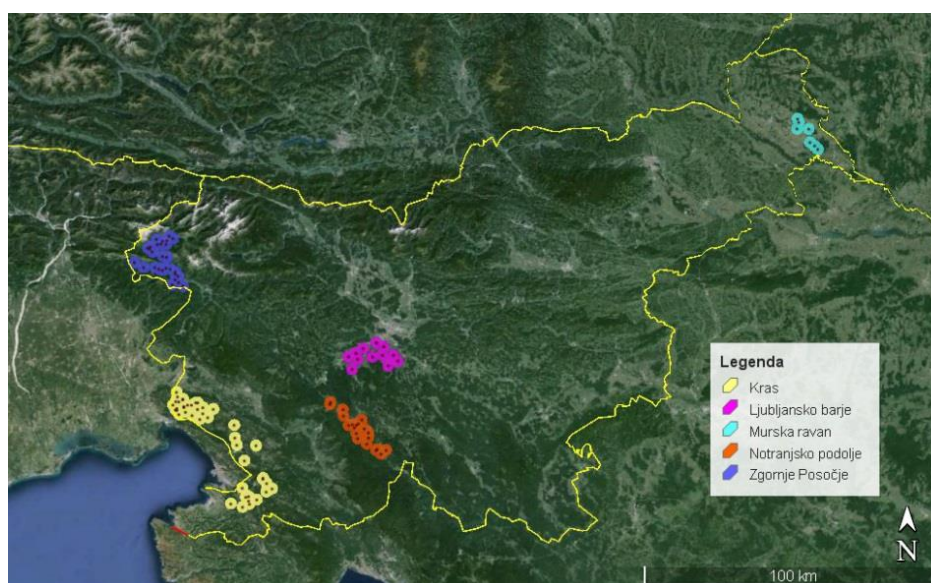 Legenda
Kras
Ljubljansko barje
Murska ravan
Notranjsko podolje
Zgornje Posočje
N
100 km